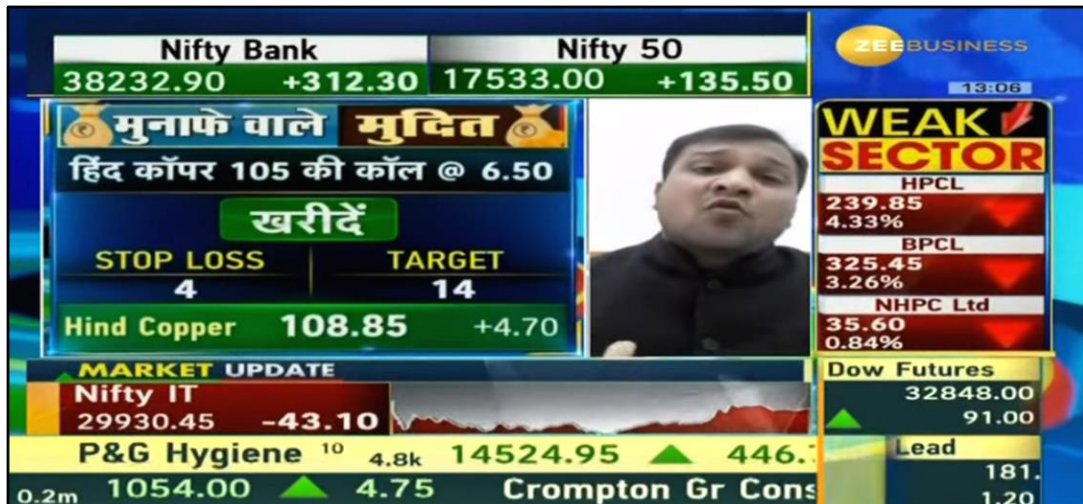 Nifty Bank
38232.90 +312.30
Nifty 50
17533.00 +135.50
ZEEBUSINESS
13:06
मुनाफे वाले मुदित
हिंद कॉपर 105 की कॉल @ 6.50
खरीदें
STOP LOSS TARGET
4 14
Hind Copper 108.85 +4.70
WEAK
SECTOR
HPCL
239.85
4.33%
BPCL
325.45
3.26%
NHPC Ltd
35.60
0.84%
MARKET UPDATE
Nifty IT
29930.45 -43.10
Dow Futures
32848.00
91.00
Lead
181.
1.20
P&G Hygiene 10 4.8k 14524.95 446.
0.2m 1054.00 4.75 Crompton Gr Cons